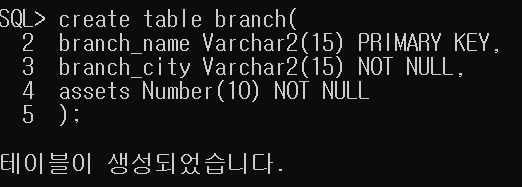 SQL> create table branch(
  2  branch_name Varchar2(15) PRIMARY KEY,
  3  branch_city Varchar2(15) NOT NULL,
  4  assets Number(10) NOT NULL
  5  );
테이블이 생성되었습니다.